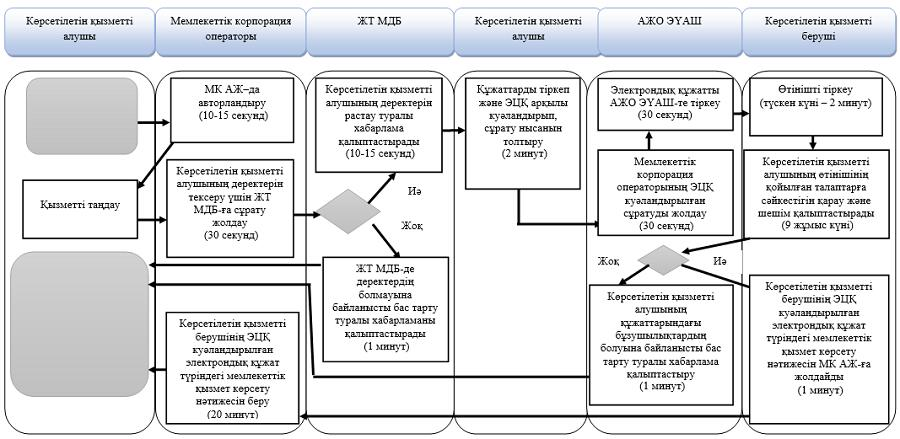 Көрсетілетін қызметті
алушы
Мемлекеттік корпорация
операторы
ЖТ МДБ
Көрсетілетін қызметті
алушы
АЖО ЭҮАШ
Көрсетілетін қызметті
беруші
МК АЖ–да
авторландыру
(10-15 секунд)
Қызметті таңдау
Көрсетілетін қызметті
алушының деректерін
тексеру үшін ЖТ
МДБ-ға сұрату
жолдау
(30 секунд)
Көрсетілетін қызметті
берушінің ЭЦҚ
куәландырылған
электрондық құжат
түріндегі мемлекеттік
қызмет көрсету
нәтижесін беру
(20 минут)
Көрсетілетін қызметті
алушының деректерін
растау туралы
хабарлама
қалыптастырады
(10-15 секунд)
Иә
Жоқ
ЖТ МДБ-де
деректердің
болмауына
байланысты бас тарту
туралы хабарламаны
қалыптастырады
(1 минут)
Құжаттарды тіркеп
және ЭЦҚ арқылы
куәландырып,
сұрату нысанын
толтыру
(2 минут)
Электрондық құжатты
АЖО ЭҮАШ-те тіркеу
(30 секунд)
Мемлекеттік
корпорация
операторының ЭЦҚ
куәландырылған
сұратуды жолдау
(30 секунд)
Жоқ
Иә
Көрсетілетін қызметті
алушының
құжаттарындағы
бұзушылықтардың
болуына байланысты бас
тарту туралы хабарлама
қалыптастыру
(1 минут)
Өтінішті тіркеу
(түскен күні – 2 минут)
Көрсетілетін қызметті
алушының өтінішінің
қойылған талаптарға
сәйкестігін қарау және
шешім қалыптастырады
(9 жұмыс күні)
Көрсетілетін қызметті
берушінің ЭЦҚ
куәландырылған
электрондық құжат
түріндегі мемлекеттік
қызмет көрсету
нәтижесін МК АЖ-ға
жолдайды
(1 минут)